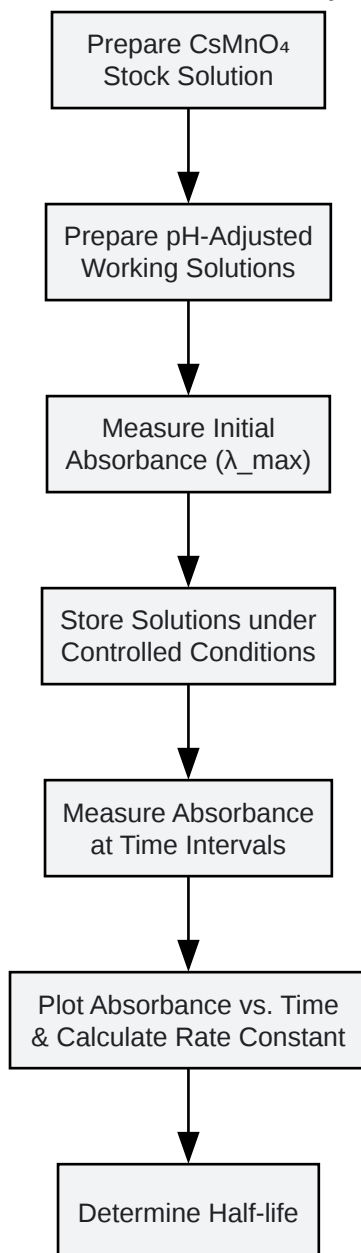 Prepare CsMnO₄
Stock Solution
Prepare pH-Adjusted
Working Solutions
Measure Initial
Absorbance (λ_max)
Store Solutions under
Controlled Conditions
Measure Absorbance
at Time Intervals
Plot Absorbance vs. Time
& Calculate Rate Constant
Determine Half-life